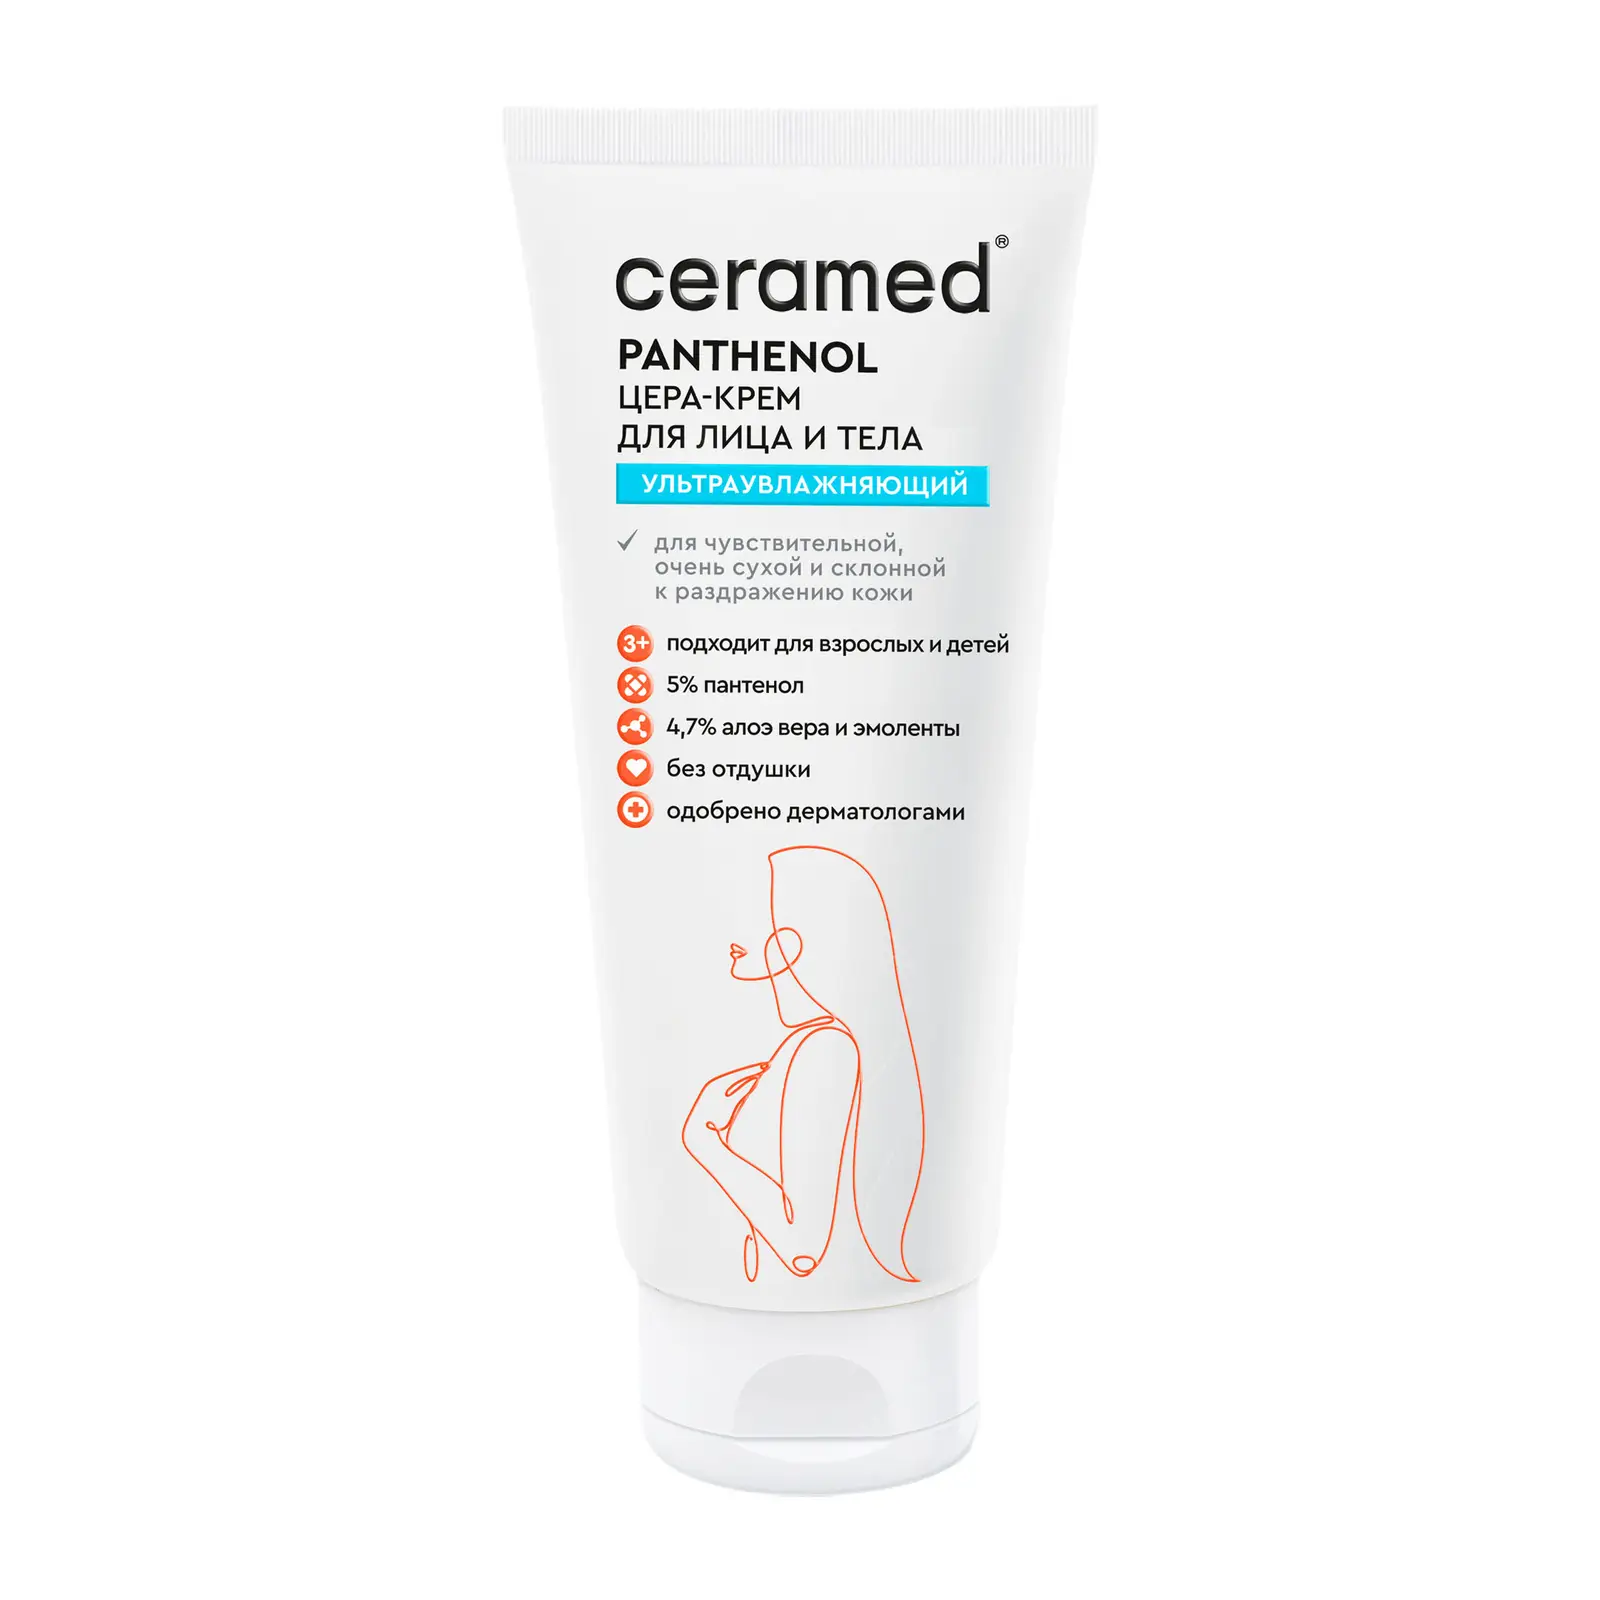 ceramed®
PANTHENOL
ЦЕРА-КРЕМ
ДЛЯ ЛИЦА И ТЕЛА
УЛЬТРАУВЛАЖНЯЮЩИЙ
для чувствительной,
очень сухой и склонной
к раздражению кожи
3+ подходит для взрослых и детей
5% пантенол
4,7% алоэ вера и эмоленты
без отдушки
одобрено дерматологами